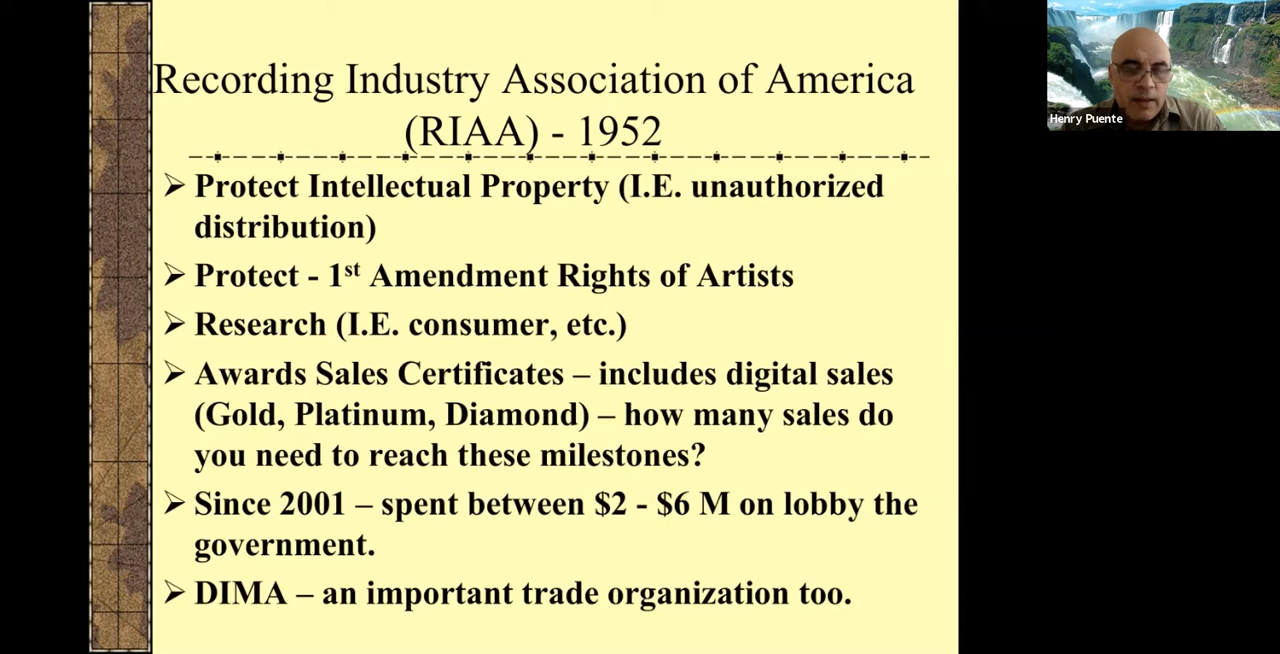 Recording Industry Association of America
(RIAA) - 1952
Protect Intellectual Property (I.E. unauthorized
distribution)
Protect - 1st Amendment Rights of Artists
Research (I.E. consumer, etc.)
Awards Sales Certificates – includes digital sales
(Gold, Platinum, Diamond) – how many sales do
you need to reach these milestones?
Since 2001 – spent between $2 - $6 M on lobby the
government.
DIMA – an important trade organization too.
Henry Puente